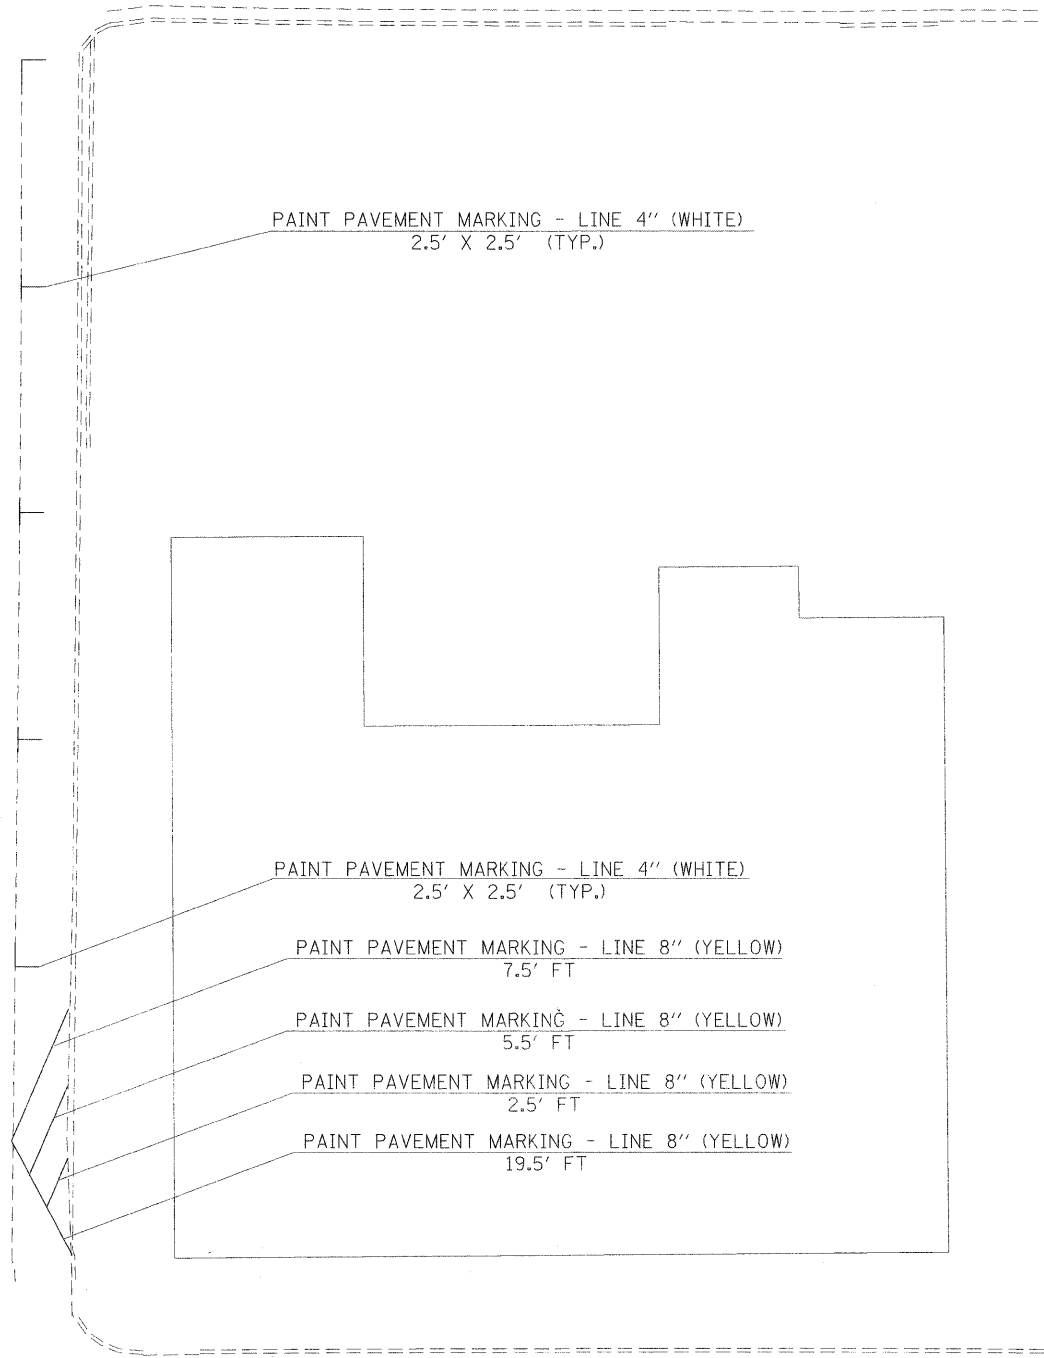 PAINT PAVEMENT MARKING - LINE 4" (WHITE)
2.5' X 2.5' (TYP.)
PAINT PAVEMENT MARKING - LINE 4" (WHITE)
2.5' X 2.5' (TYP.)
PAINT PAVEMENT MARKING - LINE 8" (YELLOW)
7.5' FT
PAINT PAVEMENT MARKING - LINE 8" (YELLOW)
5.5' FT
PAINT PAVEMENT MARKING - LINE 8" (YELLOW)
2.5' FT
PAINT PAVEMENT MARKING - LINE 8" (YELLOW)
19.5' FT